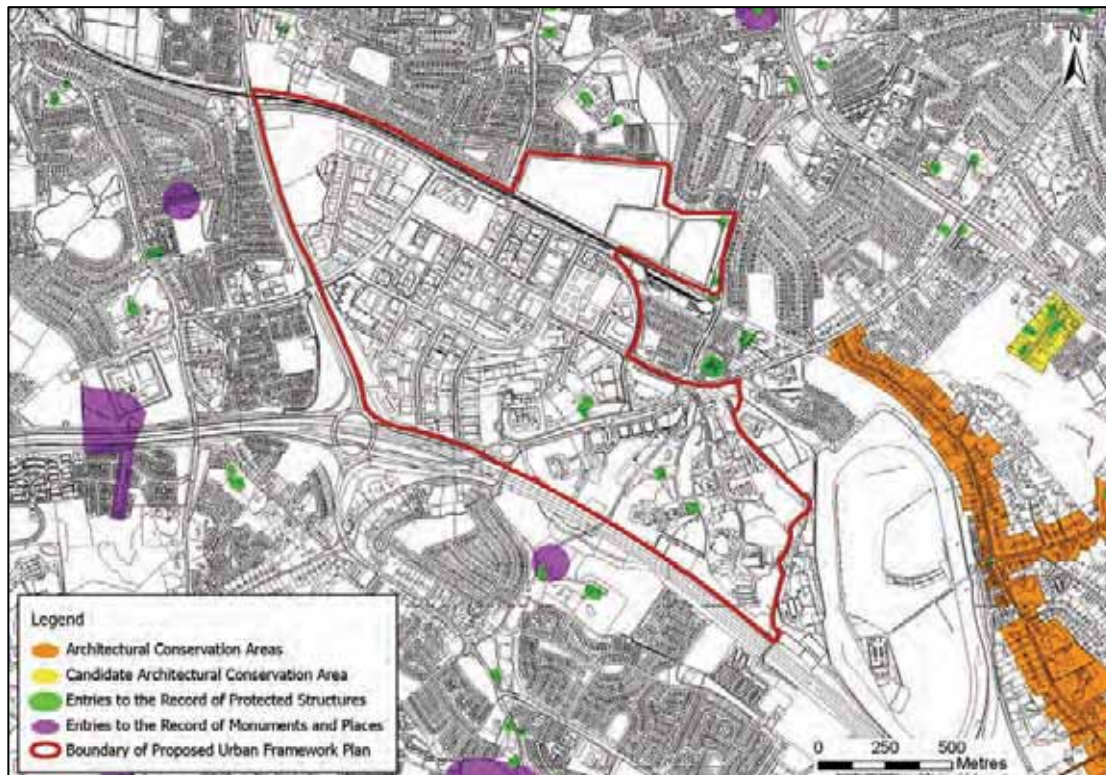 N
Legend
Architectural Conservation Areas
Candidate Architectural Conservation Area
Entries to the Record of Protected Structures
Entries to the Record of Monuments and Places
Boundary of Proposed Urban Framework Plan
0 250 500
Metres